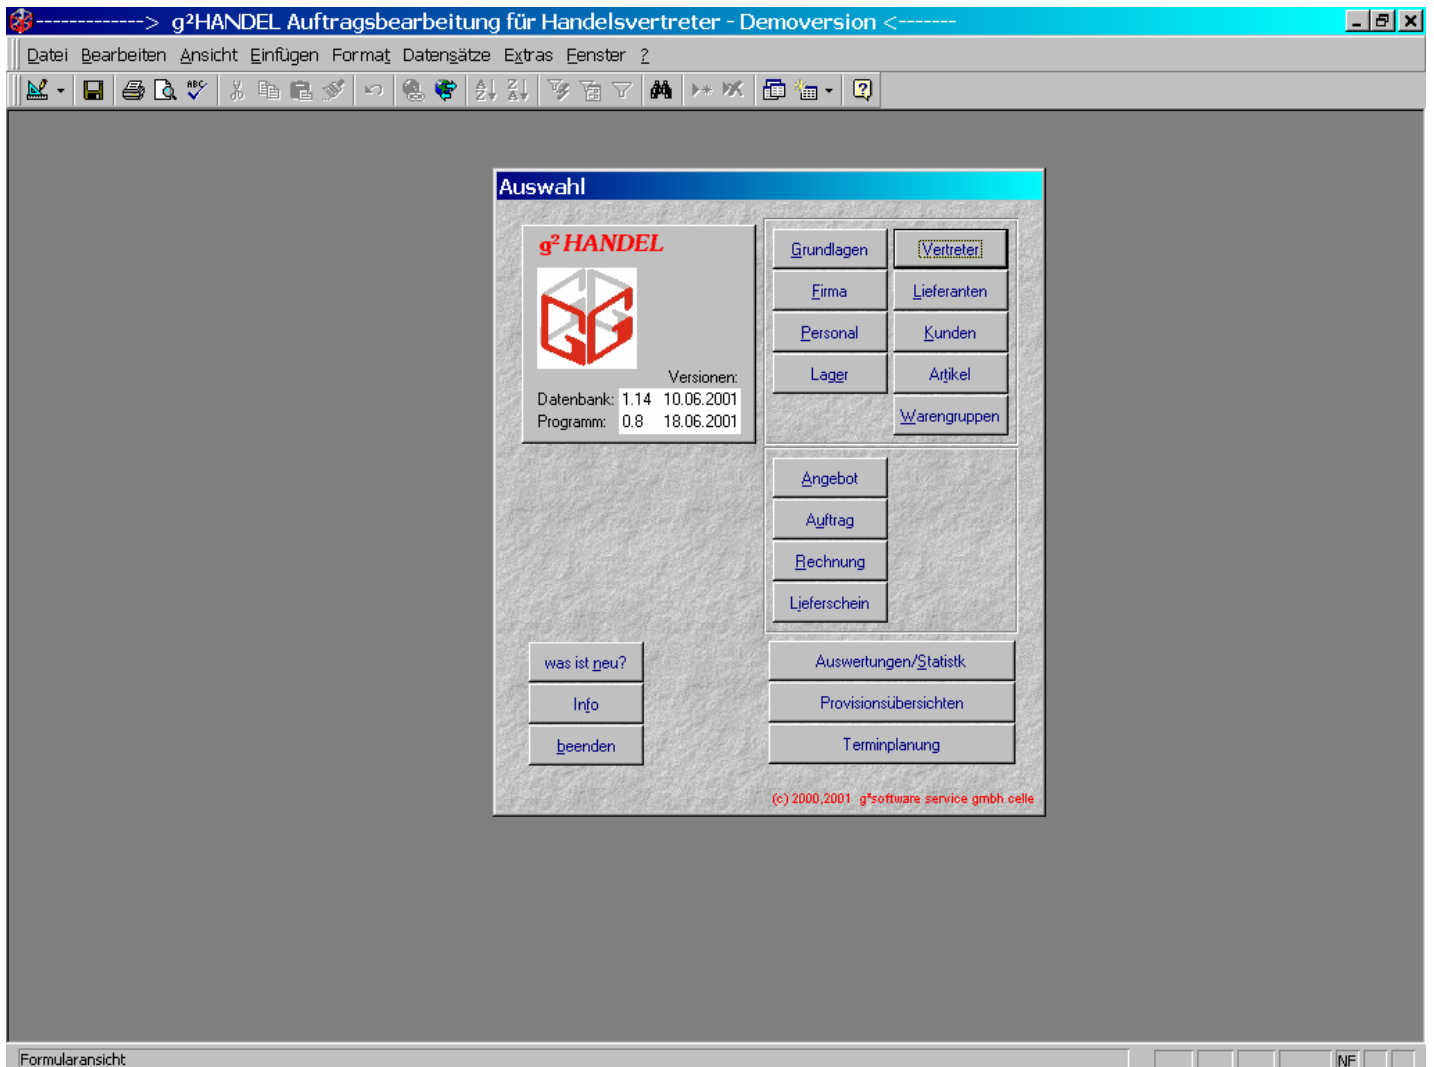 -------------> g²HANDEL Auftragsbearbeitung für Handelsvertreter - Demoversion <-------
Datei Bearbeiten Ansicht Einfügen Format Datensätze Extras Fenster ?
Auswahl
g² HANDEL
Versionen:
Datenbank: 1.14 10.06.2001
Programm: 0.8 18.06.2001
Grundlagen Vertreter
Firma Lieferanten
Personal Kunden
Lager Artikel
Warengruppen
Angebot
Auftrag
Rechnung
Lieferschein
was ist neu?
Info
beenden
Auswertungen/Statistk
Provisionsübersichten
Terminplanung
(c) 2000,2001 g²software service gmbh celle
Formularansicht NF